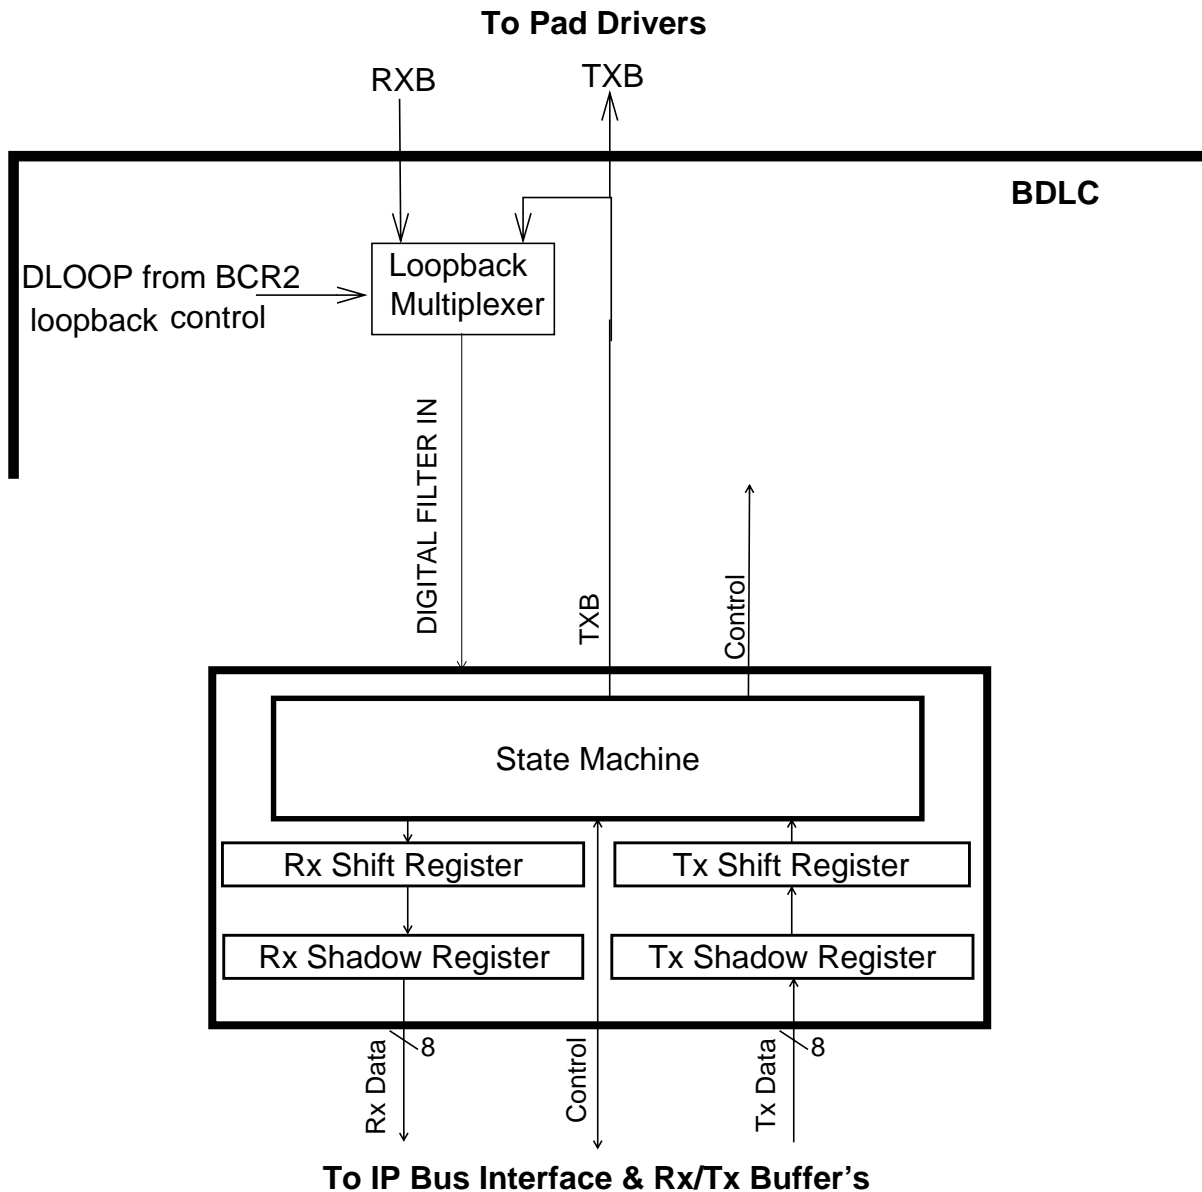 To Pad Drivers
RXB
TXB
BDLC
Loopback
Multiplexer
DLOOP from BCR2
loopback control
DIGITAL FILTER IN
TXB
Control
State Machine
Rx Shift Register
Tx Shift Register
Rx Shadow Register
Tx Shadow Register
8
8
Rx Data
Control
Tx Data
To IP Bus Interface & Rx/Tx Buffer's